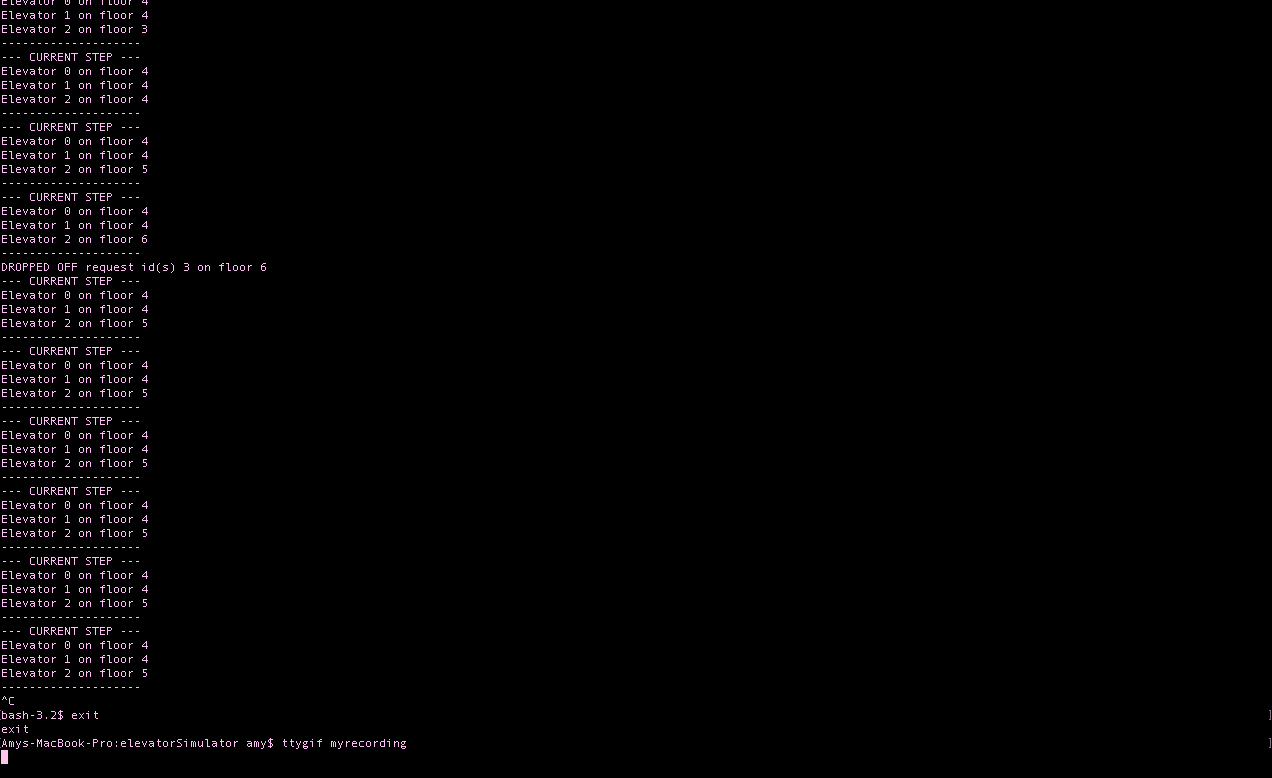 Elevator 0 on floor 4
Elevator 1 on floor 4
Elevator 2 on floor 3
--------------------
--- CURRENT STEP ---
Elevator 0 on floor 4
Elevator 1 on floor 4
Elevator 2 on floor 4
--------------------
--- CURRENT STEP ---
Elevator 0 on floor 4
Elevator 1 on floor 4
Elevator 2 on floor 5
--------------------
--- CURRENT STEP ---
Elevator 0 on floor 4
Elevator 1 on floor 4
Elevator 2 on floor 6
--------------------
DROPPED OFF request id(s) 3 on floor 6
--- CURRENT STEP ---
Elevator 0 on floor 4
Elevator 1 on floor 4
Elevator 2 on floor 5
--------------------
--- CURRENT STEP ---
Elevator 0 on floor 4
Elevator 1 on floor 4
Elevator 2 on floor 5
--------------------
--- CURRENT STEP ---
Elevator 0 on floor 4
Elevator 1 on floor 4
Elevator 2 on floor 5
--------------------
--- CURRENT STEP ---
Elevator 0 on floor 4
Elevator 1 on floor 4
Elevator 2 on floor 5
--------------------
--- CURRENT STEP ---
Elevator 0 on floor 4
Elevator 1 on floor 4
Elevator 2 on floor 5
--------------------
--- CURRENT STEP ---
Elevator 0 on floor 4
Elevator 1 on floor 4
Elevator 2 on floor 5
--------------------
^C
[bash-3.2$ exit ]
exit
[Amys-MacBook-Pro:elevatorSimulator amy$ ttygif myrecording ]